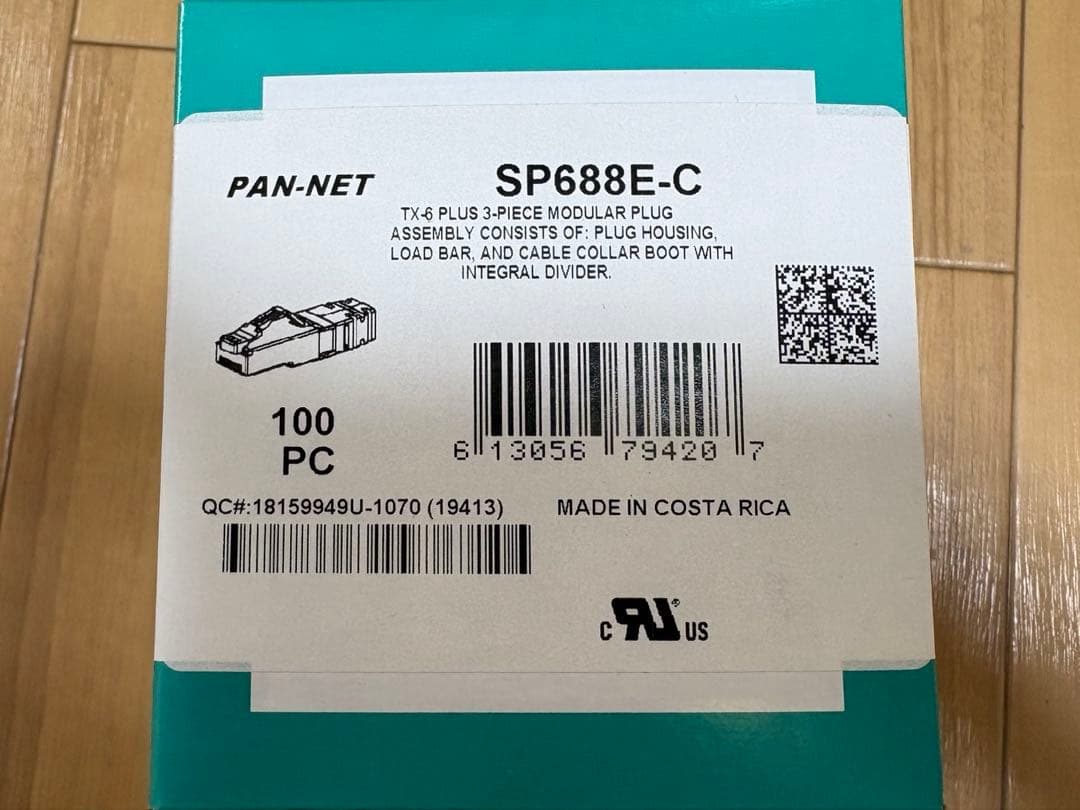 PAN-NET
SP688E-C
TX-6 PLUS 3-PIECE MODULAR PLUG
ASSEMBLY CONSISTS OF: PLUG HOUSING,
LOAD BAR, AND CABLE COLLAR BOOT WITH
INTEGRAL DIVIDER.
100
PC
6 13056 79420 7
QC#:18159949U-1070 (19413)
MADE IN COSTA RICA
C RU® US